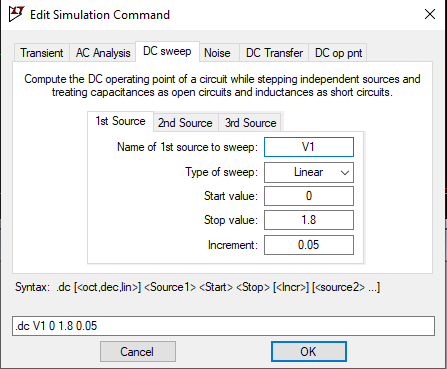 Edit Simulation Command
Transient AC Analysis DC sweep Noise DC Transfer DC op pnt
Compute the DC operating point of a circuit while stepping independent sources and
treating capacitances as open circuits and inductances as short circuits.
1st Source 2nd Source 3rd Source
Name of 1st source to sweep: V1
Type of sweep: Linear
Start value: 0
Stop value: 1.8
Increment: 0.05
Syntax: .dc [<oct,dec,lin>] <Source1> <Start> <Stop> [<Incr>] [<source2> ...]
.dc V1 0 1.8 0.05
Cancel OK